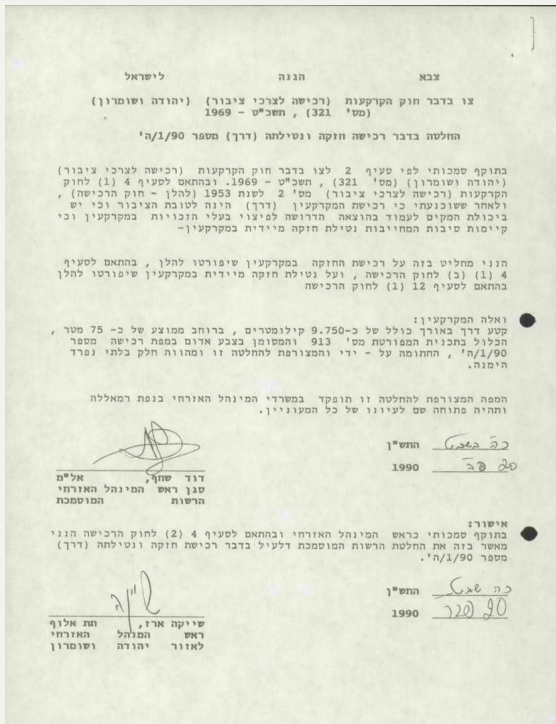 צבא הגנה לישראל
צו בדבר חוק הקרקעות (רכישה לצרכי ציבור) (יהודה ושומרון)
(מס' 321) , תשכ"ט - 1969
החלטה בדבר רכישה חזקה ונטילתה (דרך) מספר 1/90/ה'
בתוקף סמכותי לפי סעיף 2 לצו בדבר חוק הקרקעות (רכישה לצרכי ציבור)
(יהודה ושומרון) (מס' 321) , תשכ"ט - 1969. ובהתאם לסעיף 4 (1) לחוק
הקרקעות (רכישה לצרכי ציבור) מס' 2 לשנת 1953 (להלן - חוק הרכישה) ,
ולאחר ששוכנעתי כי רכישת המקרקעין (דרך) הינה לטובת הציבור וכי יש
ביכולת המקים לעמוד בהוצאה הדרושה לפיצוי בעלי הזכויות במקרקעין וכי
קיימות סיבות המחייבות נטילת חזקה מיידית במקרקעין-
הנני מחליט בזה על רכישת החזקה במקרקעין שיפורטו להלן , בהתאם לסעיף
4 (1) (ב) לחוק הרכישה , ועל נטילת חזקה מיידית במקרקעין שיפורטו להלן
בהתאם לסעיף 12 (1) לחוק הרכישה
ואלה המקרקעין:
קטע דרך באורך כולל של כ-9.750 קילומטרים , ברוחב ממוצע של כ- 75 מטר ,
הכלול בתכנית המפורטת מס' 913 והמסומן בצבע אדום במפת רכישה מספר
1/90/ה' , החתומה על - ידי והמצורפת להחלטה זו ומהווה חלק בלתי נפרד
הימנה.
המפה המצורפת להחלטה זו תופקד במשרדי המינהל האזרחי בנפת רמאללה
ותהיה פתוחה שם לעיונו של כל המעוניין.
כה בשבט התש"ן
20 פב 1990
דוד שחף, אל"מ
סגן ראש המינהל האזרחי
הרשות המוסמכת
אישור:
בתוקף סמכותי כראש המינהל האזרחי ובהתאם לסעיף 4 (2) לחוק הרכישה הנני
מאשר בזה את החלטת הרשות המוסמכת דלעיל בדבר רכישת חזקה ונטילתה (דרך)
מספר 1/90/ה'.
כה שבט התש"ן
20 פבר 1990
שייקה ארז, תת אלוף
ראש המנהל האזרחי
לאזור יהודה ושומרון